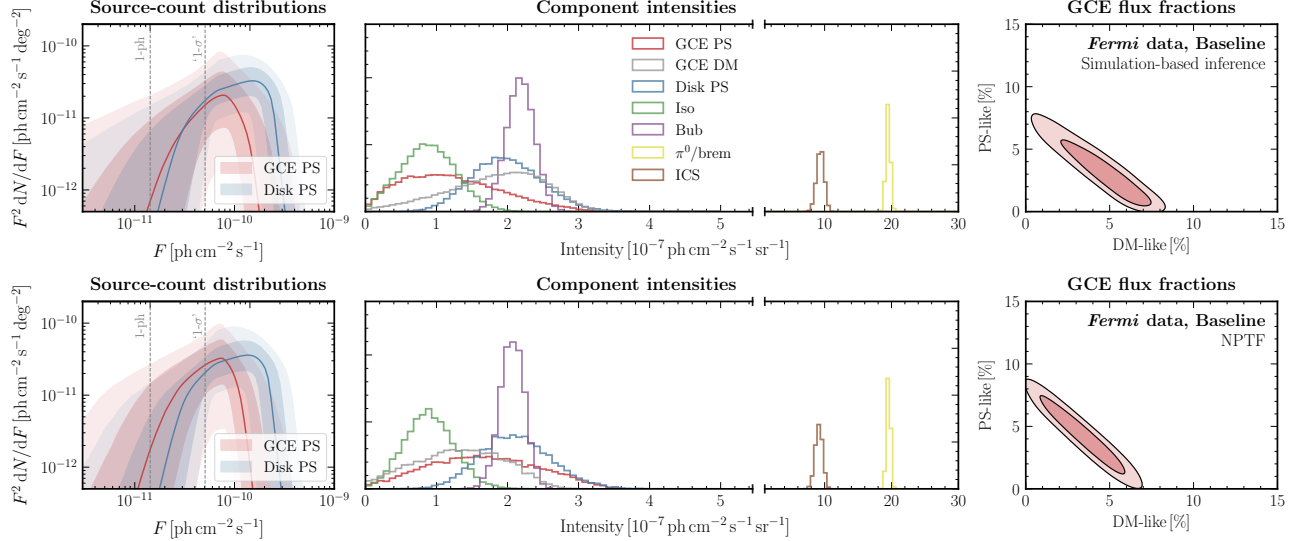 Source-count distributions
Component intensities
GCE flux fractions
F² dN/dF [ph cm⁻² s⁻¹ deg⁻²]
10⁻¹⁰
10⁻¹¹
10⁻¹²
1-ph
'1-σ'
GCE PS
Disk PS
10⁻¹¹ 10⁻¹⁰ 10⁻⁹
F [ph cm⁻² s⁻¹]
GCE PS
GCE DM
Disk PS
Iso
Bub
π⁰/brem
ICS
0 1 2 3 4 5 10 20 30
Intensity [10⁻⁷ ph cm⁻² s⁻¹ sr⁻¹]
PS-like [%]
15
10
5
0
Fermi data, Baseline
Simulation-based inference
0 5 10 15
DM-like [%]
Source-count distributions
Component intensities
GCE flux fractions
F² dN/dF [ph cm⁻² s⁻¹ deg⁻²]
10⁻¹⁰
10⁻¹¹
10⁻¹²
1-ph
'1-σ'
GCE PS
Disk PS
10⁻¹¹ 10⁻¹⁰ 10⁻⁹
F [ph cm⁻² s⁻¹]
0 1 2 3 4 5 10 20 30
Intensity [10⁻⁷ ph cm⁻² s⁻¹ sr⁻¹]
PS-like [%]
15
10
5
0
Fermi data, Baseline
NPTF
0 5 10 15
DM-like [%]